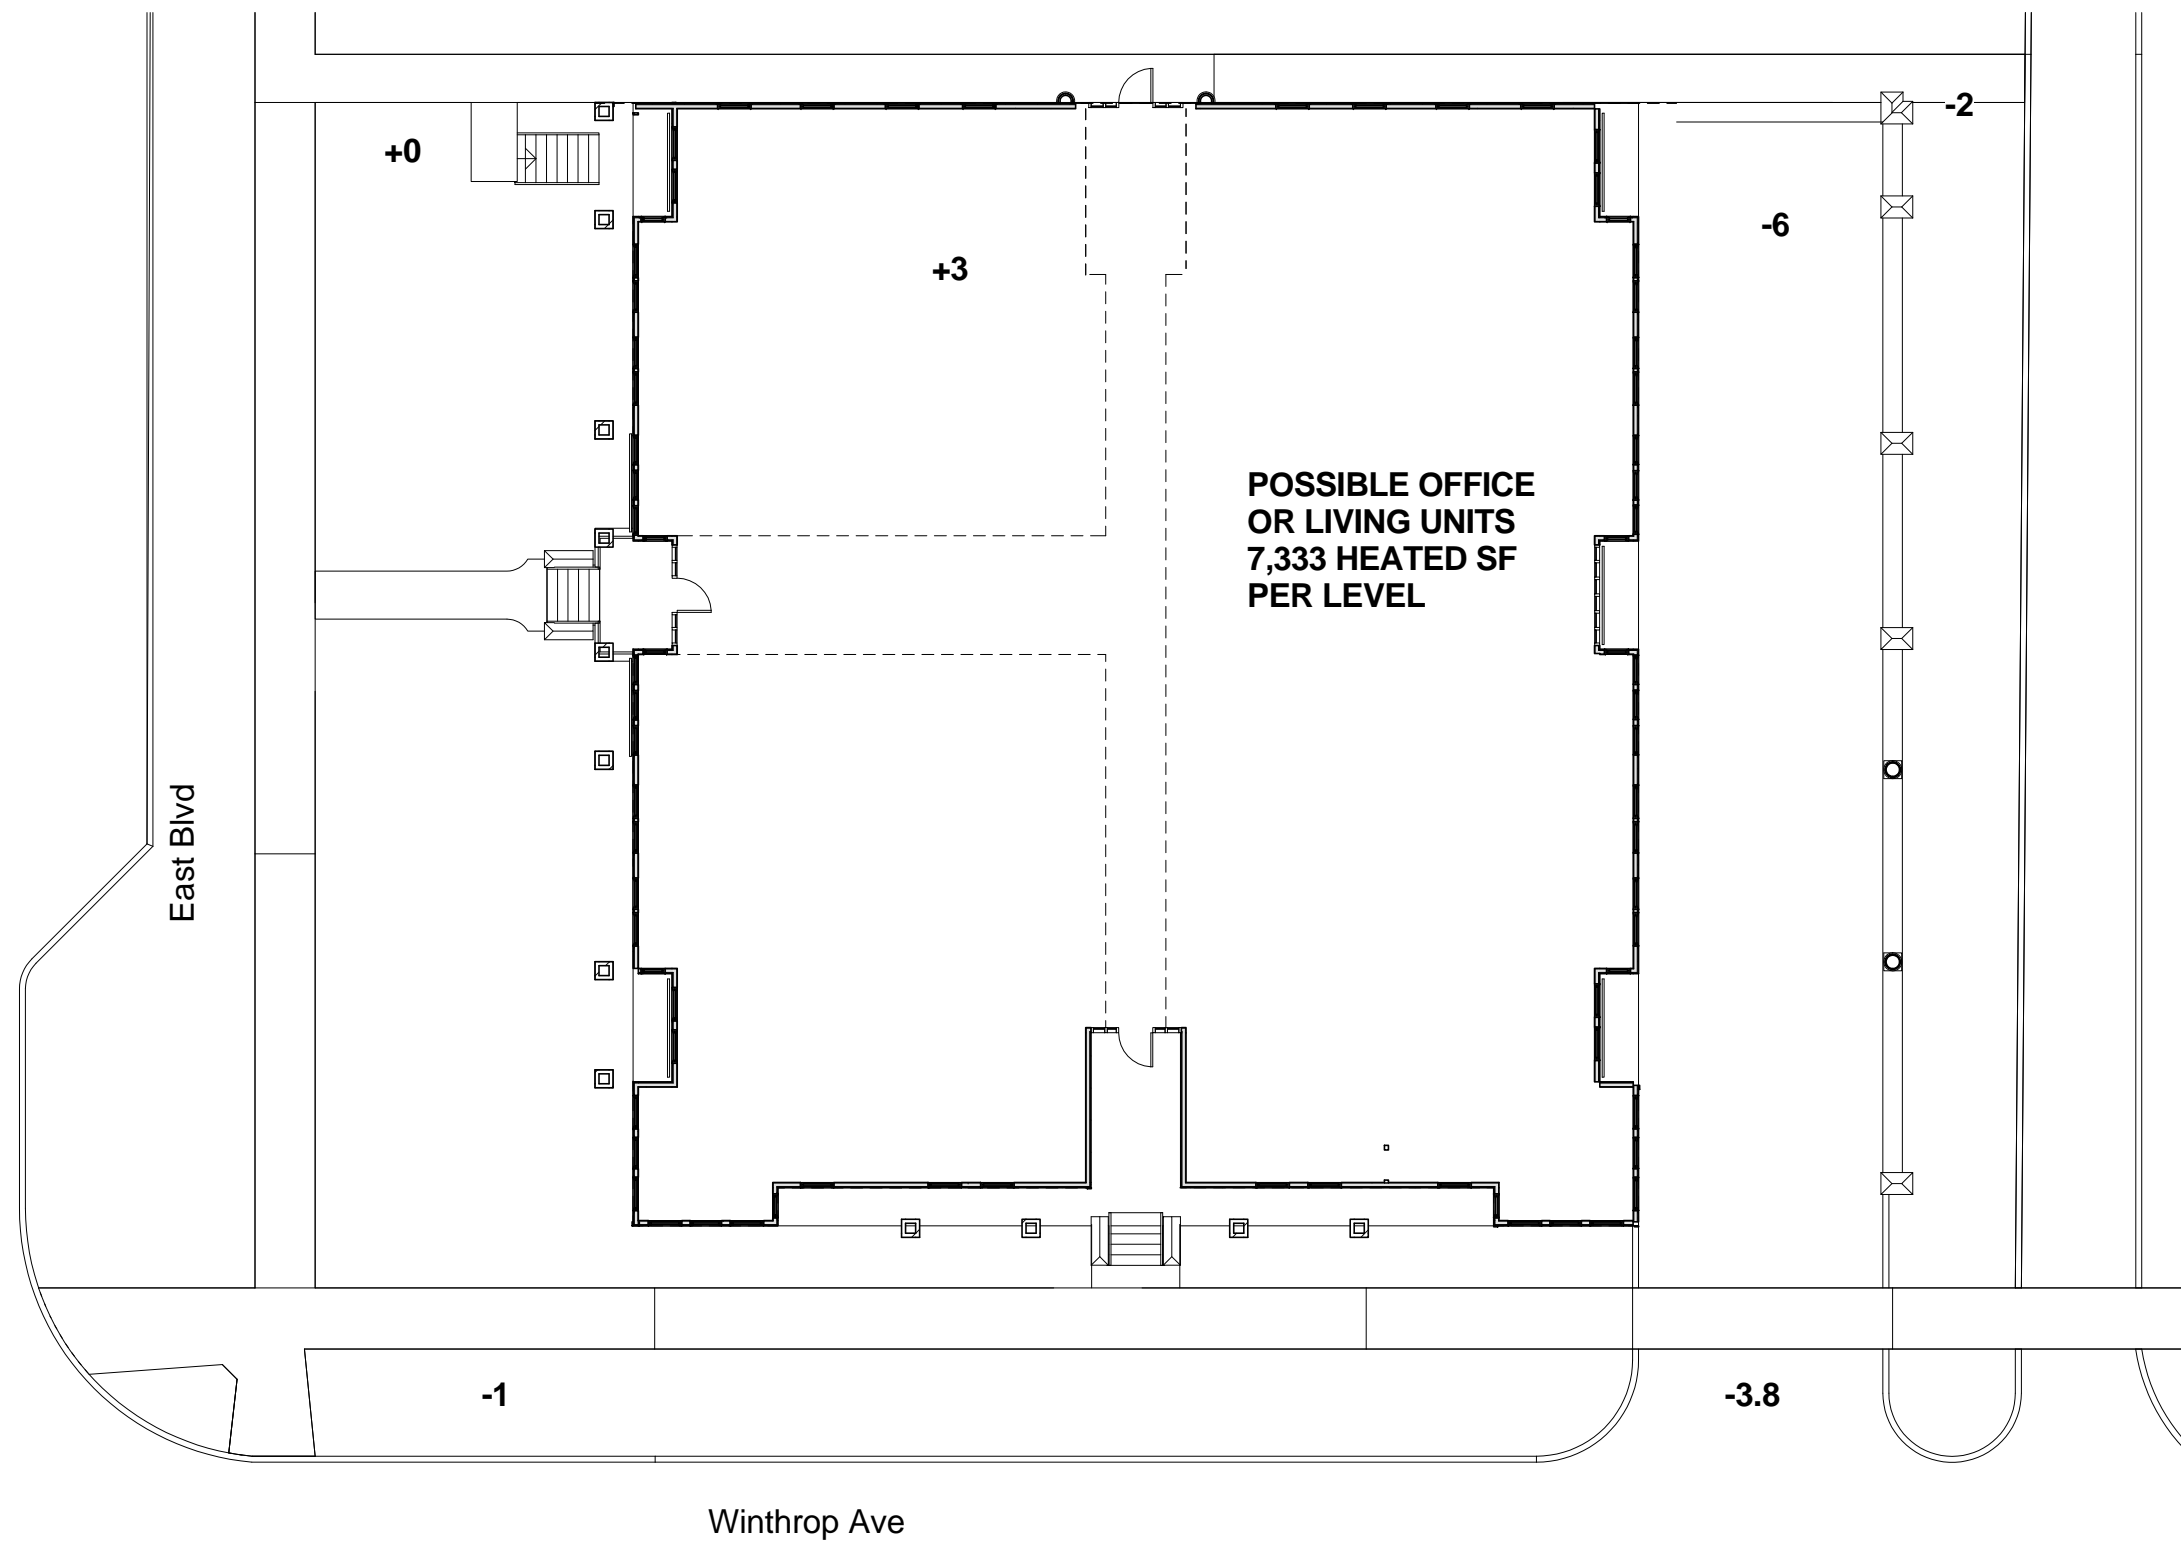 -2
+0
-6
+3
POSSIBLE OFFICE
OR LIVING UNITS
7,333 HEATED SF
PER LEVEL
East Blvd
-1
-3.8
Winthrop Ave